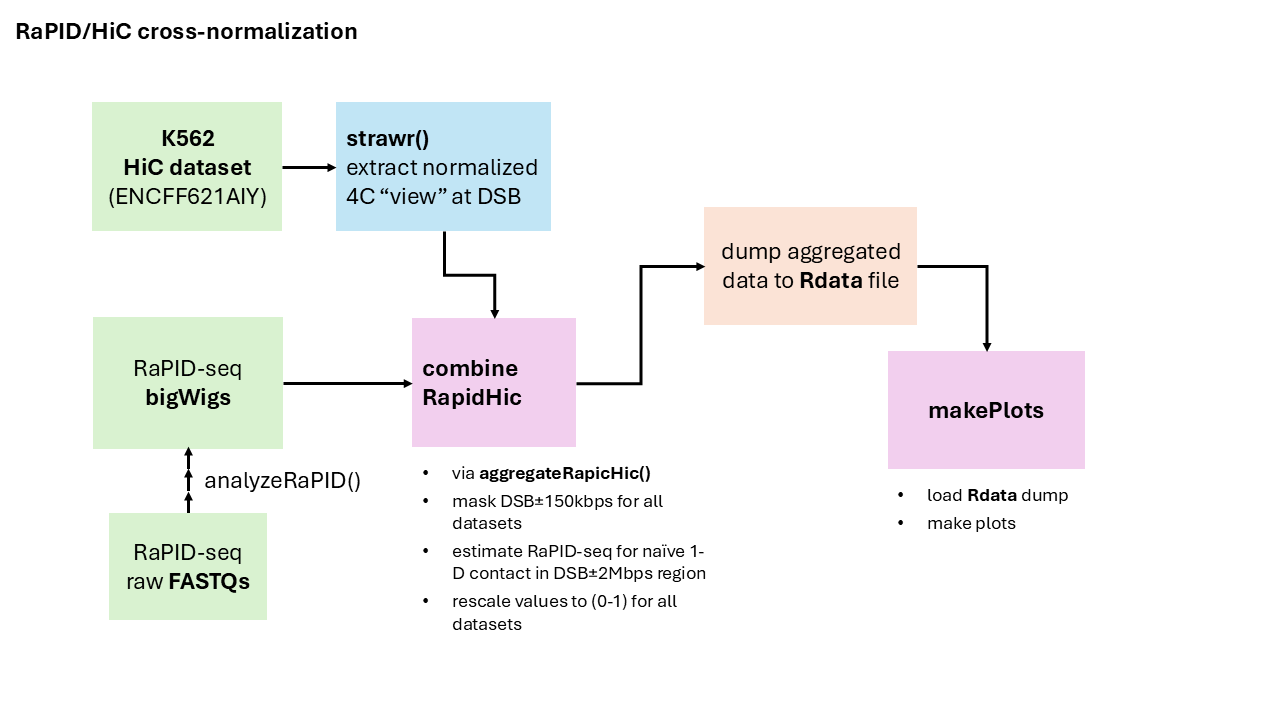 RaPID/HiC cross-normalization
K562
HiC dataset
(ENCFF621AIY)
strawr()
extract normalized
4C “view” at DSB
dump aggregated
data to Rdata file
RaPID-seq
bigWigs
combine
RapidHic
makePlots
analyzeRaPID()
RaPID-seq
raw FASTQs
• via aggregateRapicHic()
• mask DSB±150kbps for all
datasets
• estimate RaPID-seq for naïve 1-
D contact in DSB±2Mbps region
• rescale values to (0-1) for all
datasets
• load Rdata dump
• make plots